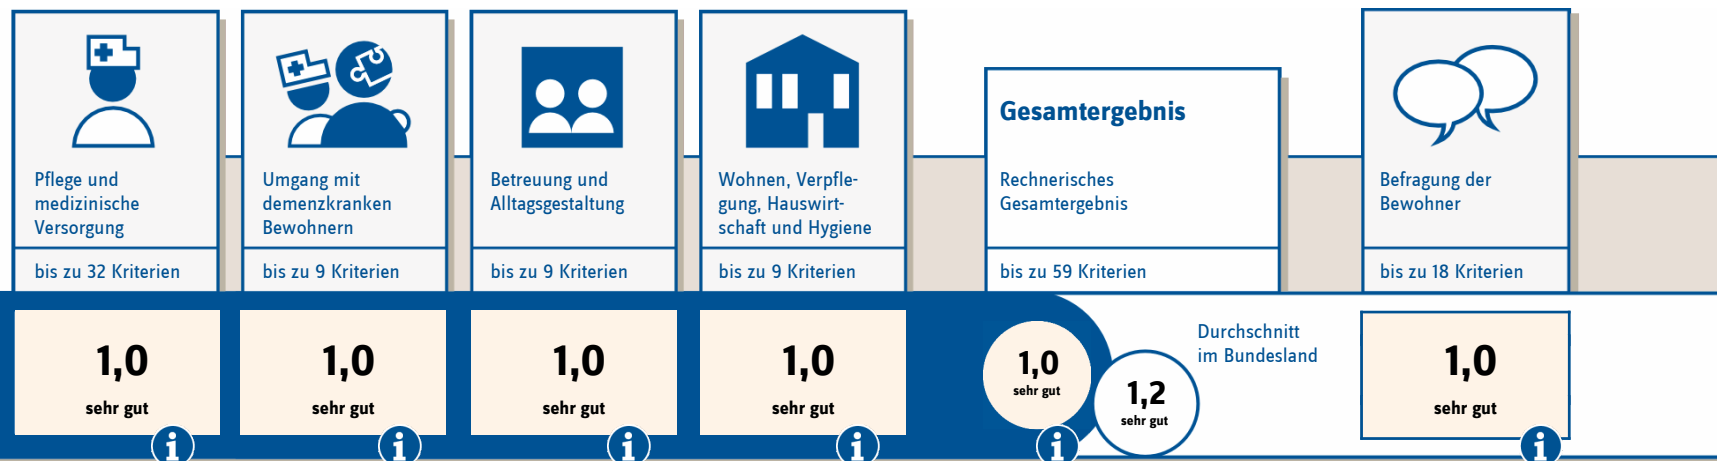 Pflege und
medizinische
Versorgung
bis zu 32 Kriterien
1,0
sehr gut
i
Umgang mit
demenzkranken
Bewohnern
bis zu 9 Kriterien
1,0
sehr gut
i
Betreuung und
Alltagsgestaltung
bis zu 9 Kriterien
1,0
sehr gut
i
Wohnen, Verpfle-
gung, Hauswirt-
schaft und Hygiene
bis zu 9 Kriterien
1,0
sehr gut
i
Gesamtergebnis
Rechnerisches
Gesamtergebnis
bis zu 59 Kriterien
1,0
sehr gut
i
Durchschnitt
im Bundesland
1,2
sehr gut
Befragung der
Bewohner
bis zu 18 Kriterien
1,0
sehr gut
i